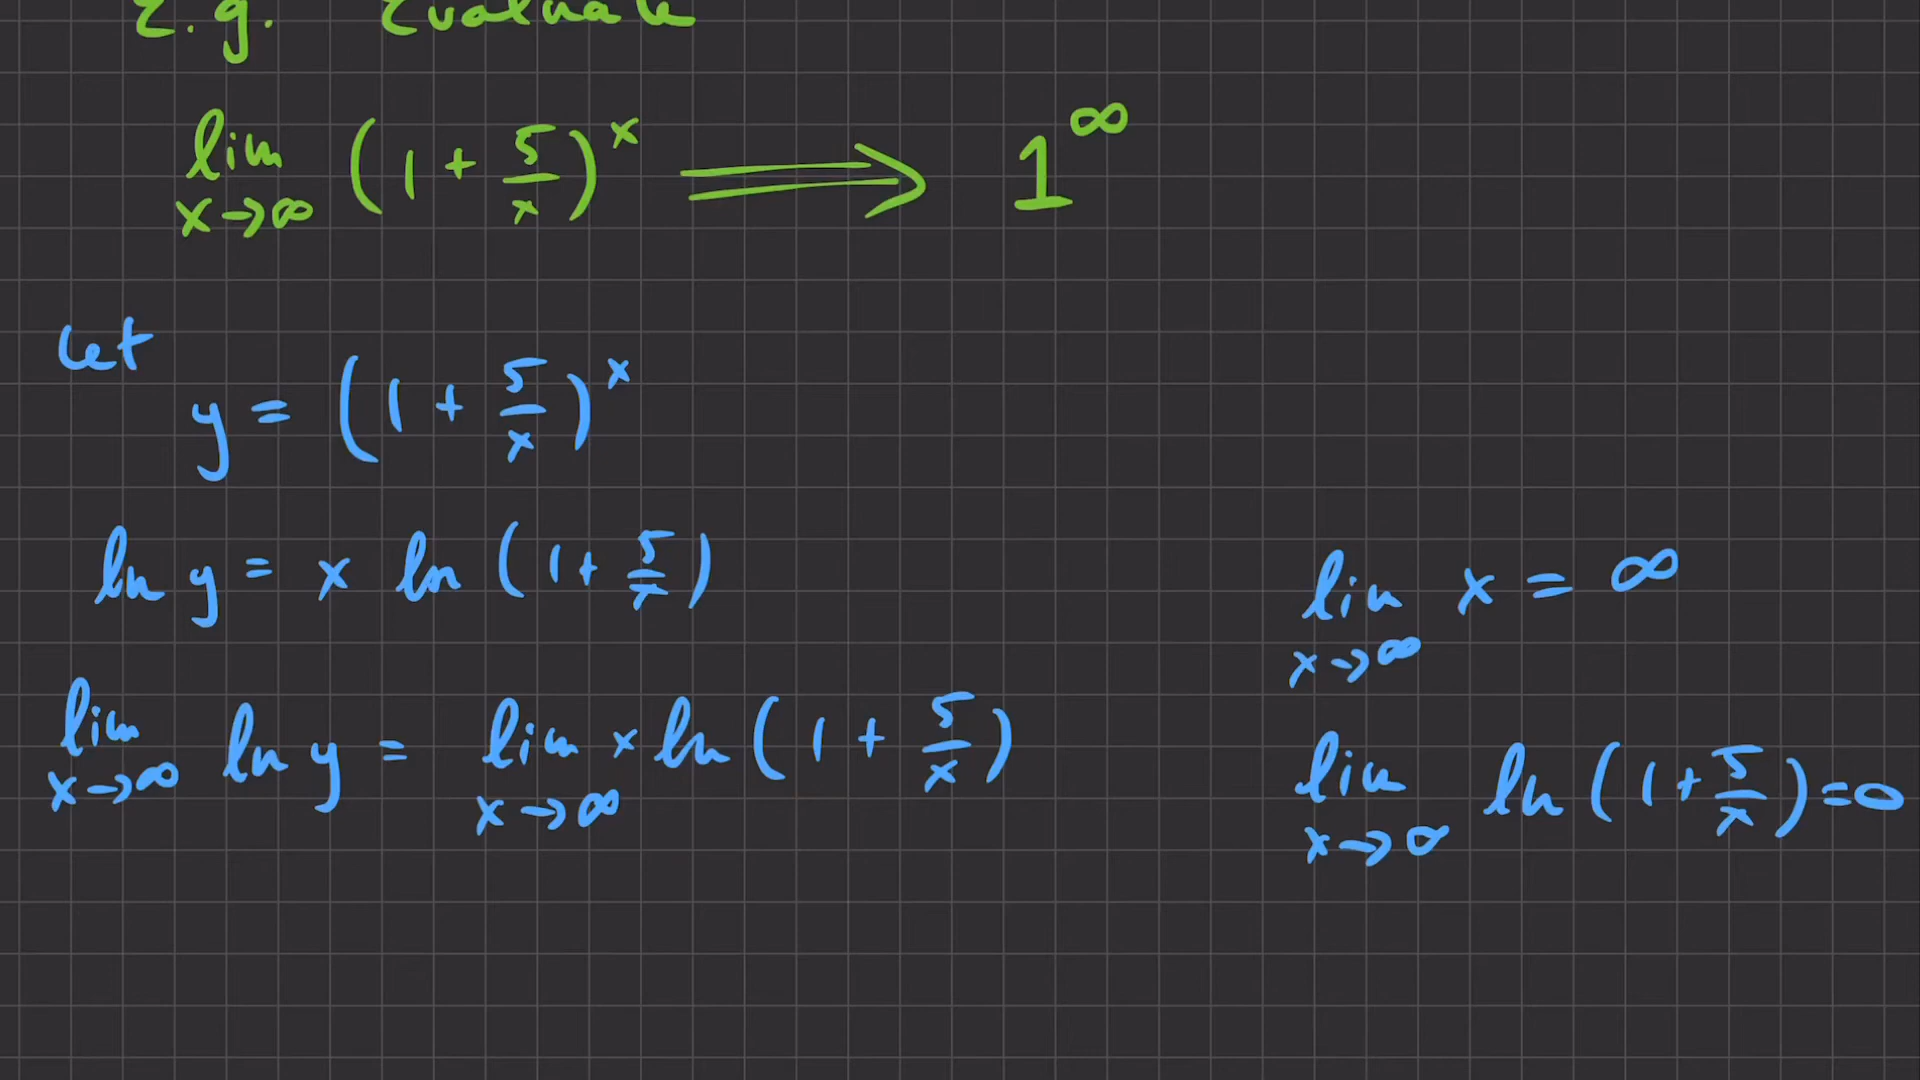 E.g. Evaluate
lim x→∞ (1 + 5/x)^x ⟹ 1^∞
Let
y = (1 + 5/x)^x
ln y = x ln (1 + 5/x)
lim x→∞ x = ∞
lim x→∞ ln y = lim x→∞ x ln (1 + 5/x)
lim x→∞ ln (1 + 5/x) = 0